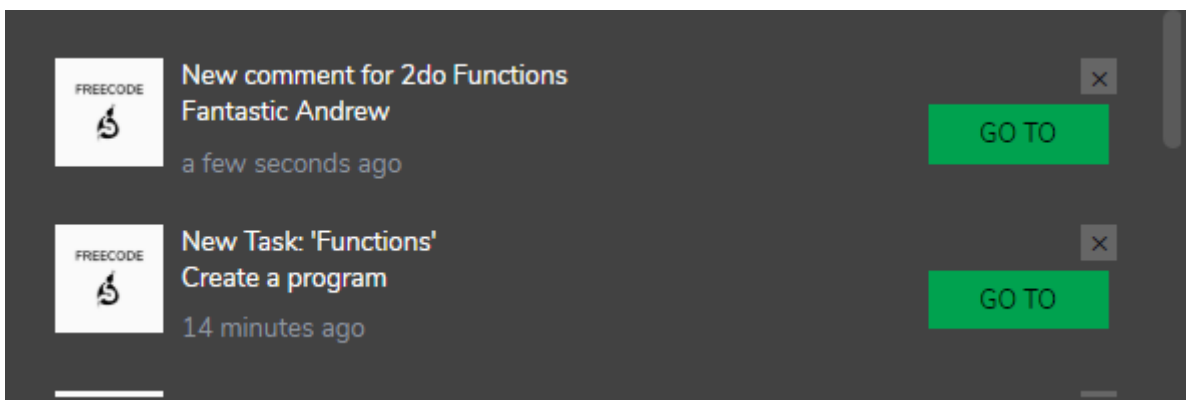 FREECODE
New comment for 2do Functions
Fantastic Andrew
a few seconds ago
×
GO TO
FREECODE
New Task: 'Functions'
Create a program
14 minutes ago
×
GO TO